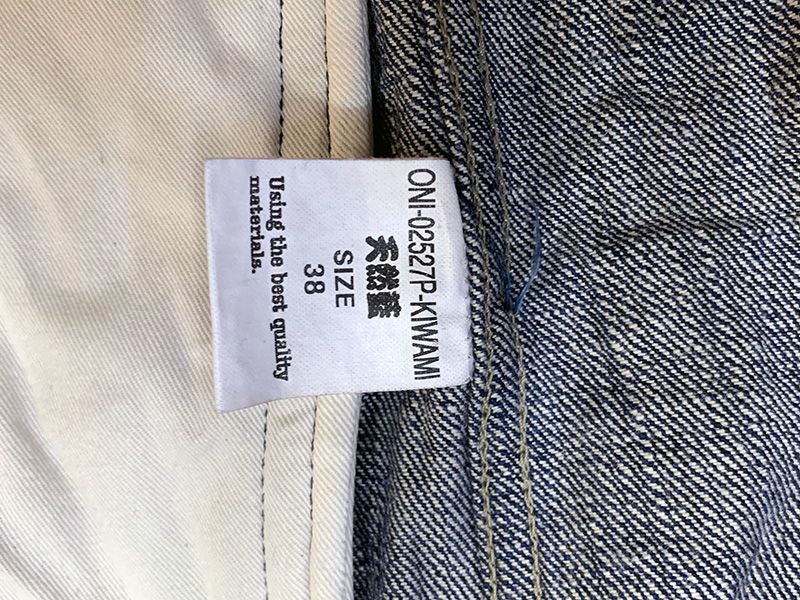 ONI-02527P-KIWAMI
天然藍
SIZE
38
Using the best quality
materials.